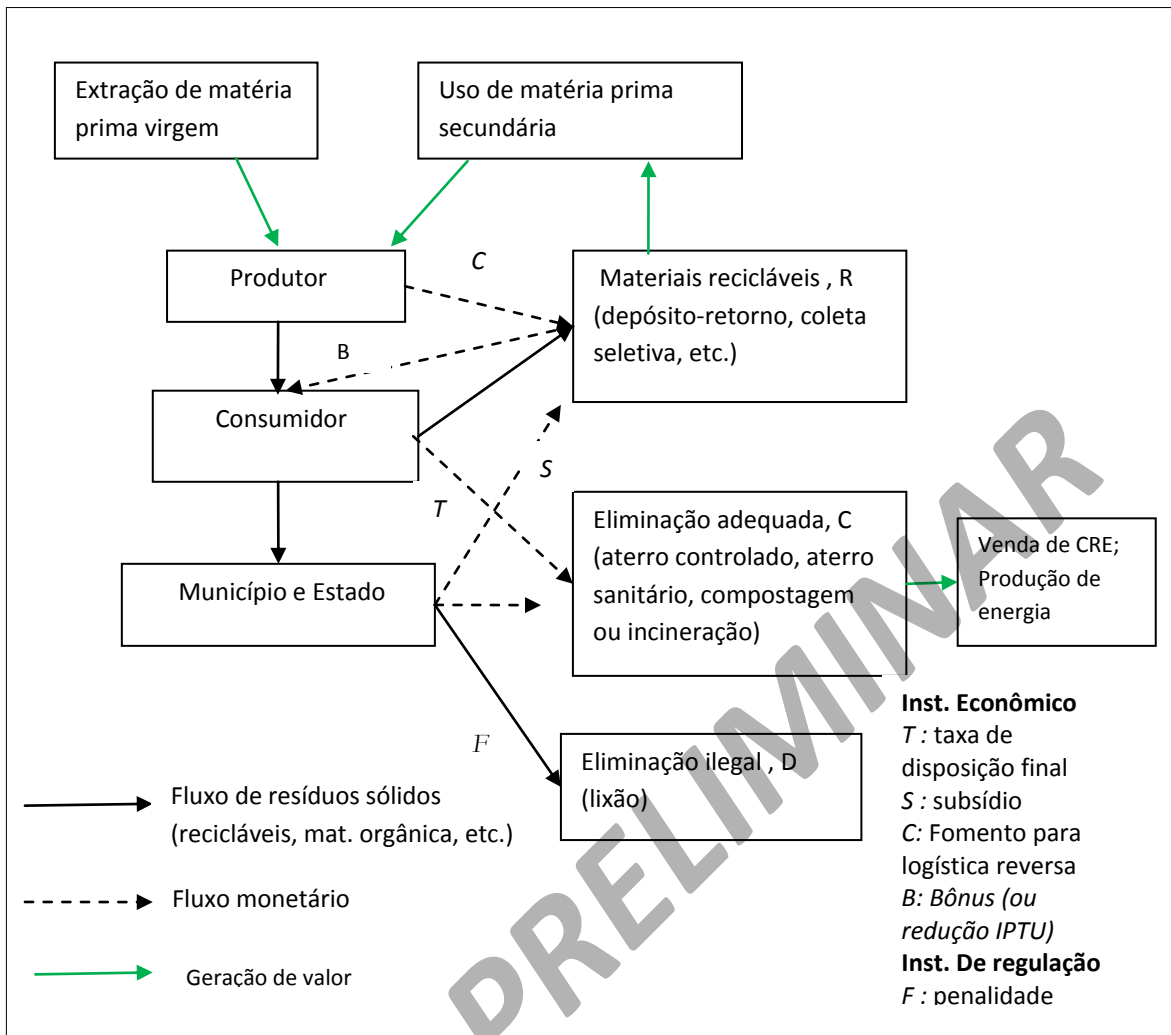 Extração de matéria
prima virgem
Uso de matéria prima
secundária
Produtor
C
Materiais recicláveis , R
(depósito-retorno, coleta
seletiva, etc.)
B
Consumidor
S
T
Eliminação adequada, C
(aterro controlado, aterro
sanitário, compostagem
ou incineração)
Venda de CRE;
Produção de
energia
Município e Estado
F
Eliminação ilegal , D
(lixão)
Fluxo de resíduos sólidos
(recicláveis, mat. orgânica, etc.)
Fluxo monetário
Geração de valor
Inst. Econômico
T : taxa de
disposição final
S : subsídio
C: Fomento para
logística reversa
B: Bônus (ou
redução IPTU)
Inst. De regulação
F : penalidade
PRELIMINAR